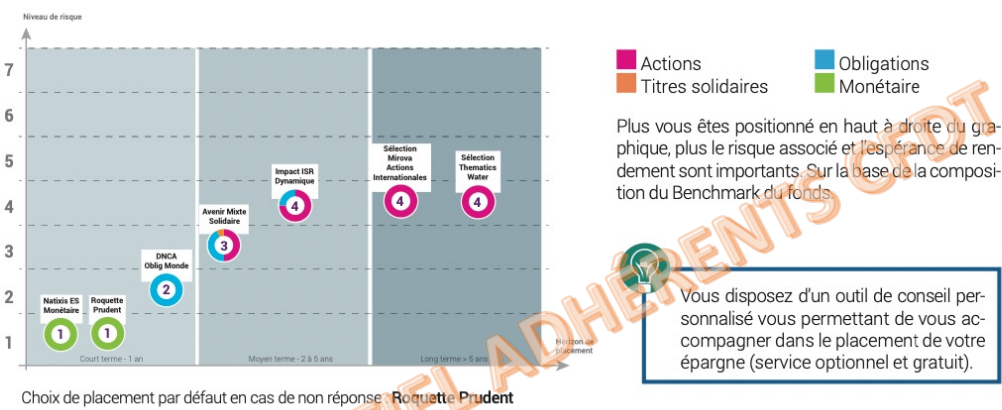 Niveau de risque
7
6
5
4
3
2
1
Natixis ES
Monétaire
1
Roquette
Prudent
1
DNCA
Oblig Monde
2
Avenir Mixte
Solidaire
3
Impact ISR
Dynamique
4
Sélection
Mirova
Actions
Internationales
4
Sélection
Thematics
Water
4
Court terme - 1 an
Moyen terme - 2 à 5 ans
Long terme > 5 ans
Horizon de
placement
Choix de placement par défaut en cas de non réponse : Roquette Prudent
Actions
Obligations
Titres solidaires
Monétaire
Plus vous êtes positionné en haut à droite du gra-
phique, plus le risque associé et l'espérance de ren-
dement sont importants. Sur la base de la composi-
tion du Benchmark du fonds.
Vous disposez d'un outil de conseil per-
sonnalisé vous permettant de vous ac-
compagner dans le placement de votre
épargne (service optionnel et gratuit).
ADHÉRENTS CFDT